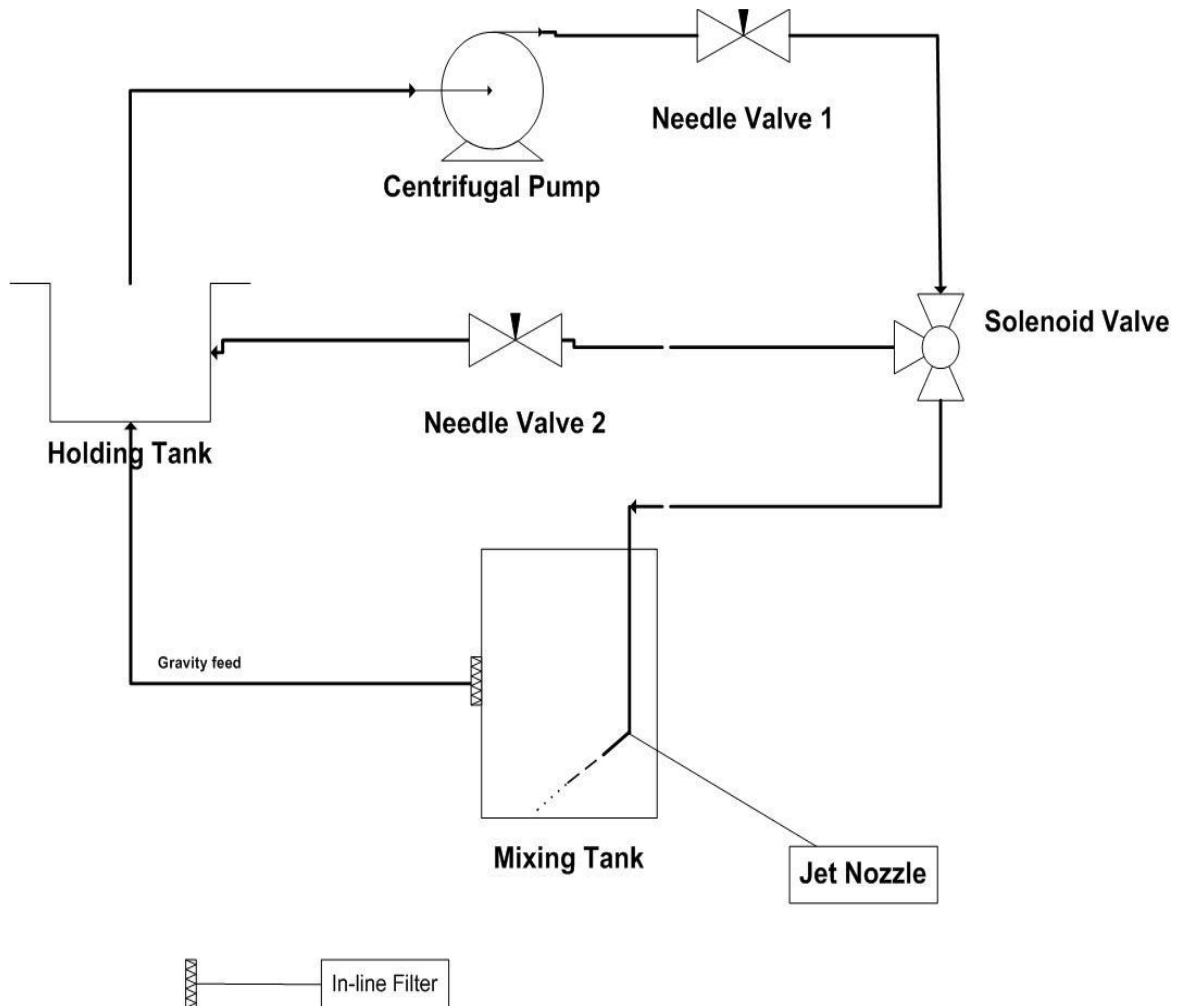 Needle Valve 1
Centrifugal Pump
Solenoid Valve
Needle Valve 2
Holding Tank
Gravity feed
Mixing Tank
Jet Nozzle
In-line Filter